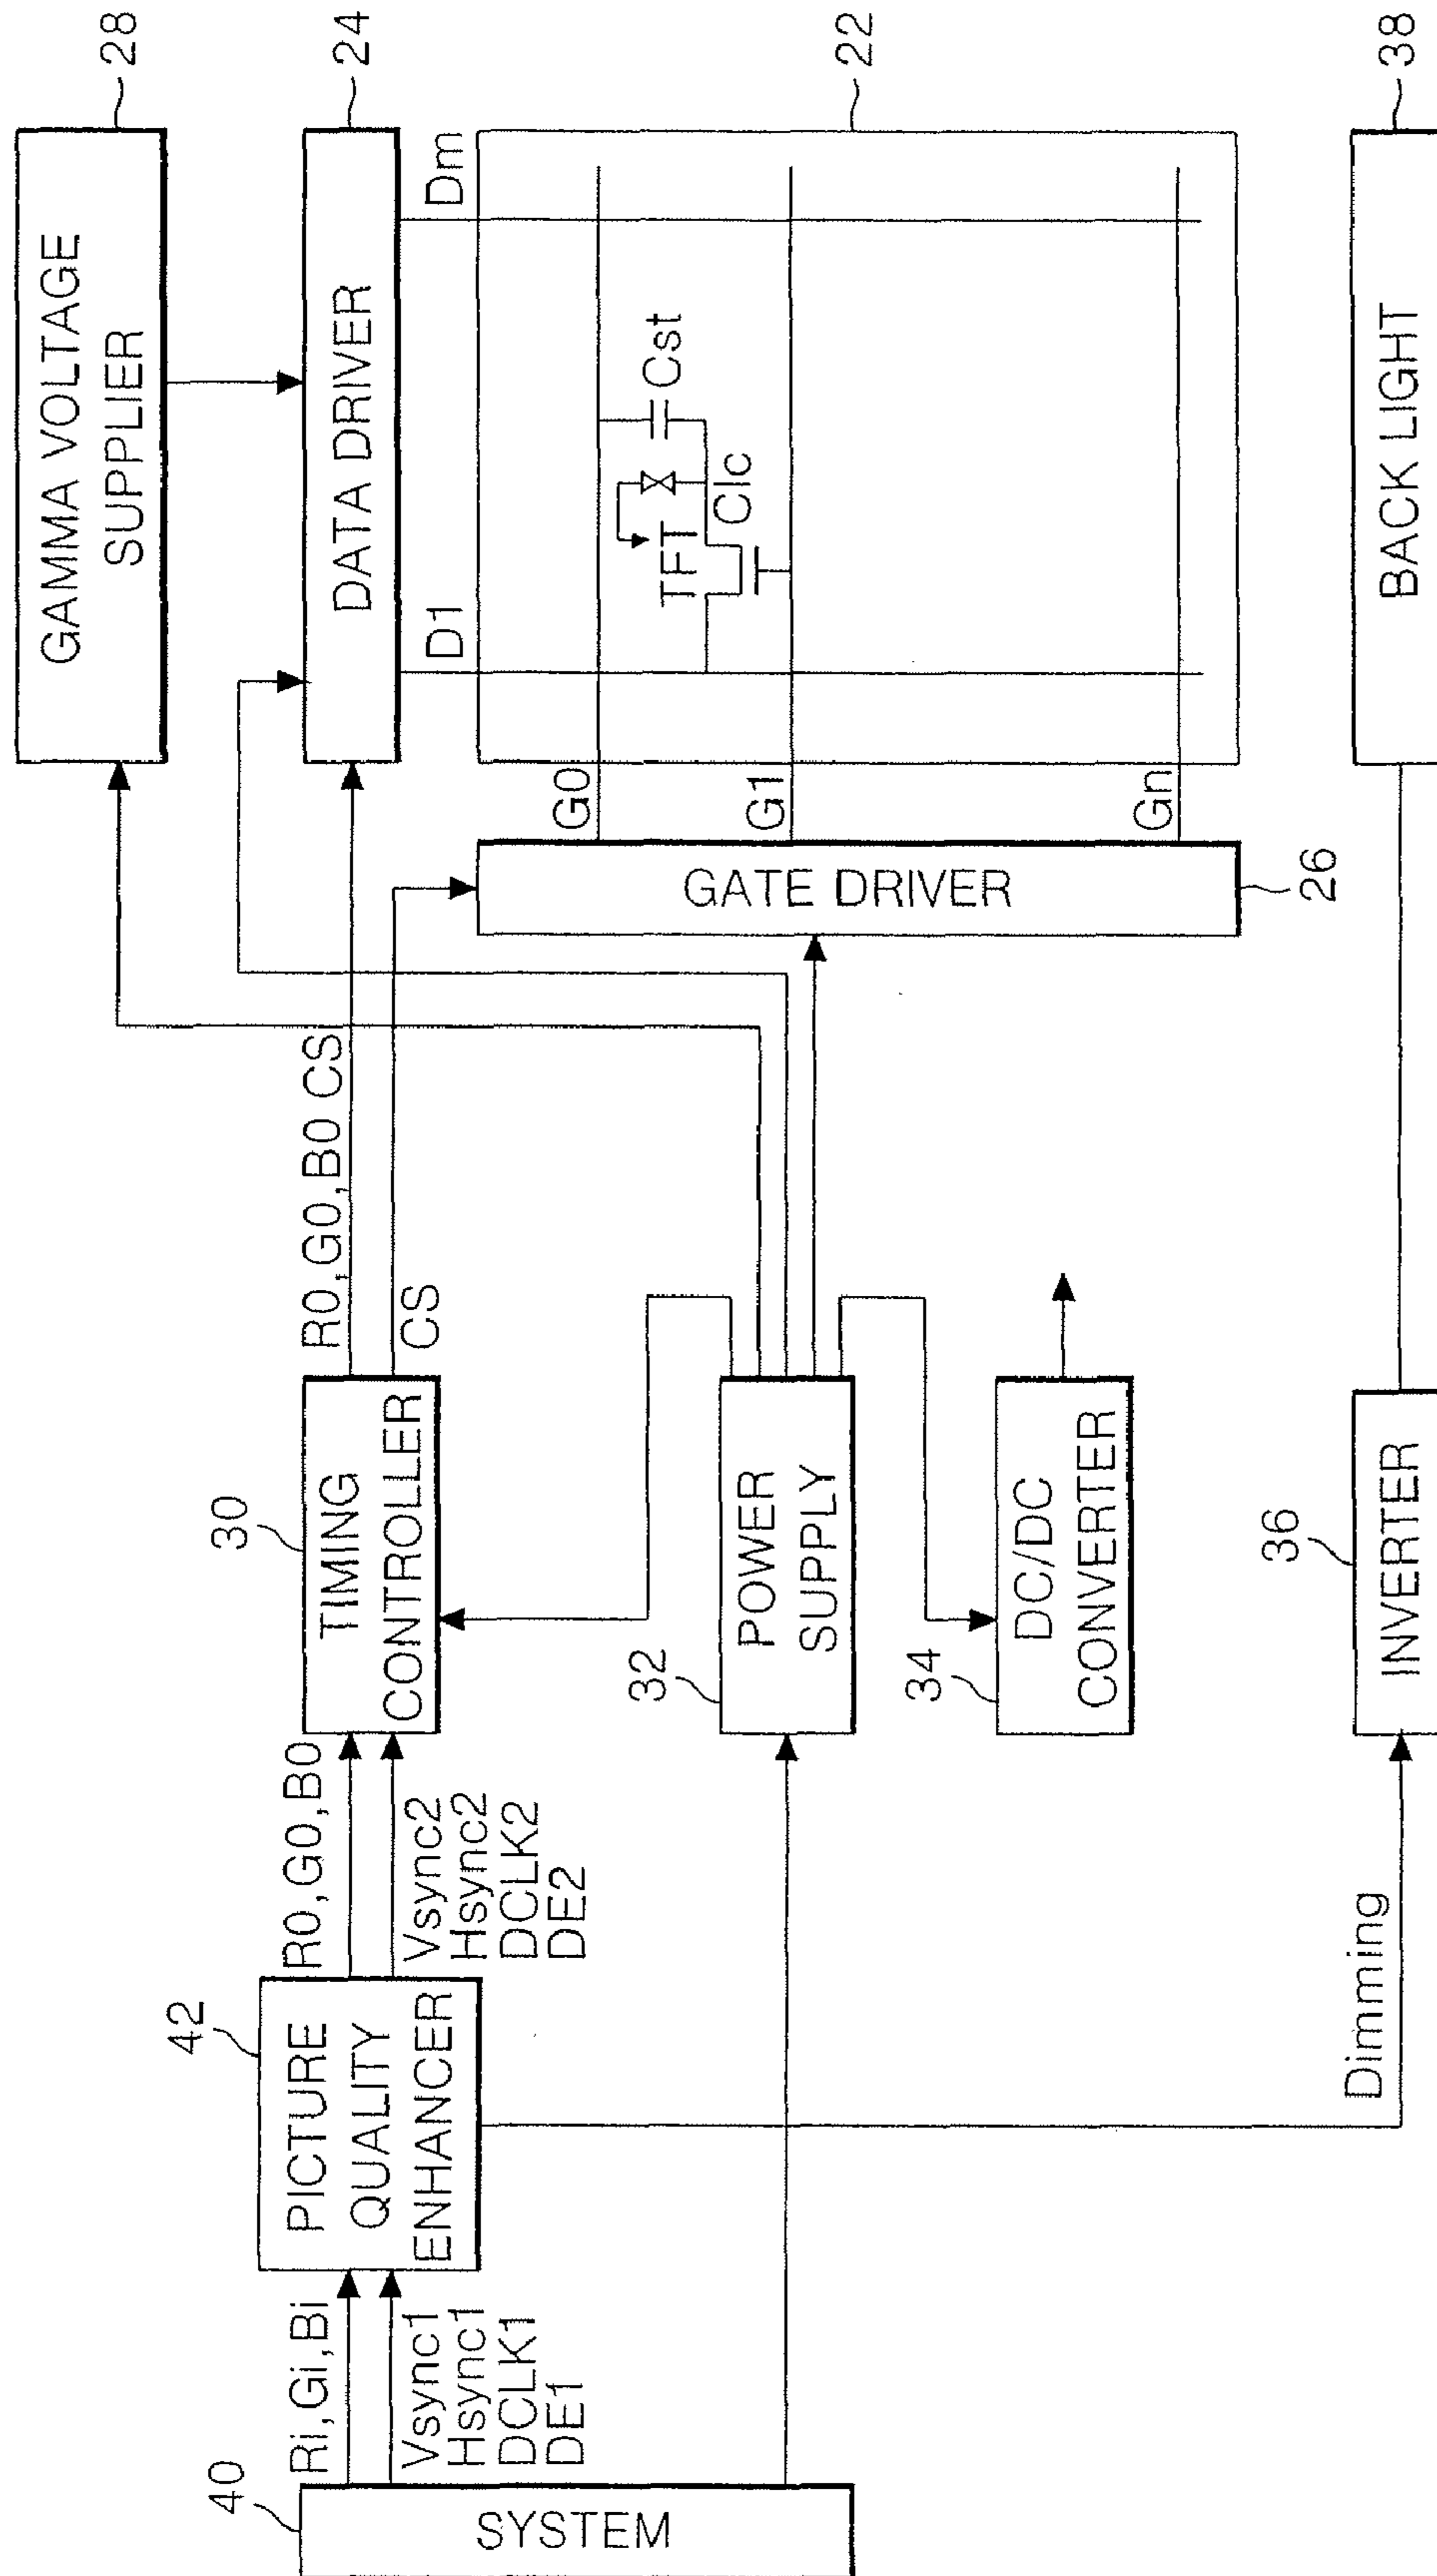 40
SYSTEM
Ri,Gi,Bi
Vsync1
Hsync1
DCLK1
DE1
42
PICTURE
QUALITY
ENHANCER
R0,G0,B0
Vsync2
Hsync2
DCLK2
DE2
Dimming
30
TIMING
CONTROLLER
R0,G0,B0 CS
CS
32
POWER
SUPPLY
34
DC/DC
CONVERTER
36
INVERTER
GAMMA VOLTAGE
SUPPLIER
28
DATA DRIVER
24
D1
Dm
G0
G1
Gn
GATE DRIVER
26
TFT
Clc
Cst
22
BACK LIGHT
38